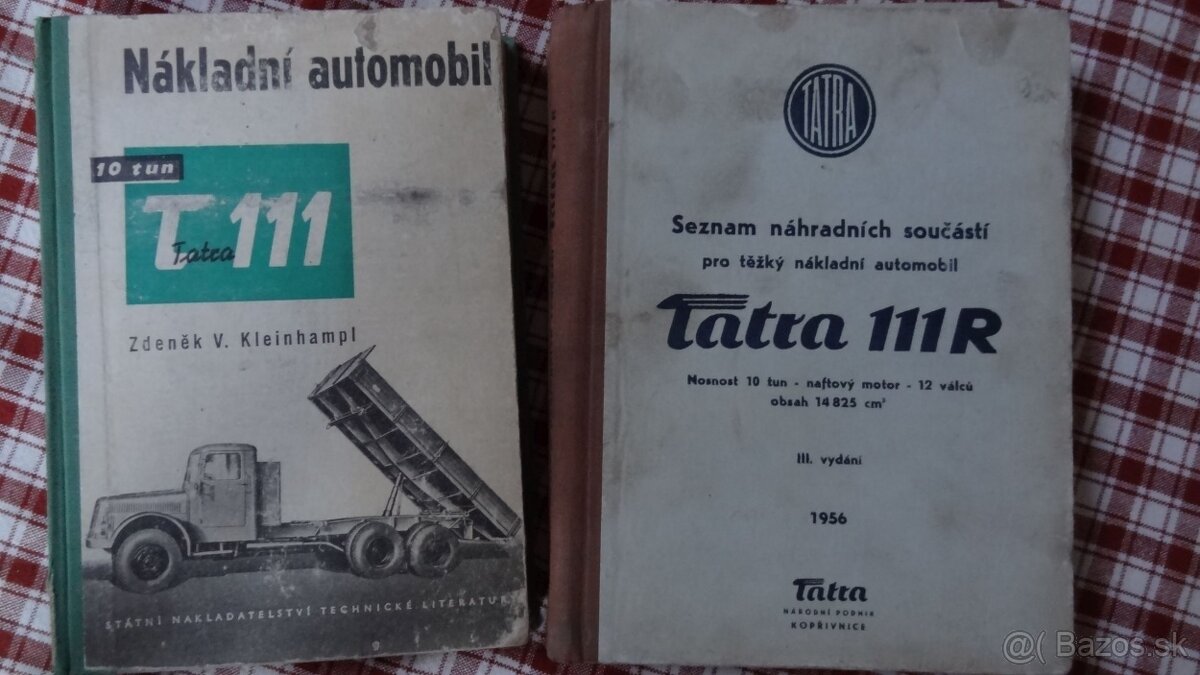 Nákladní automobil
10 tun
T111
Tatra
Zdeněk V. Kleinhampl
STÁTNÍ NAKLADATELSTVÍ TECHNICKÉ LITERATURY
TATRA
Seznam náhradních součástí
pro těžký nákladní automobil
Tatra 111R
Nosnost 10 tun - naftový motor - 12 válců
obsah 14 825 cm³
III. vydání
1956
Tatra
NÁRODNÍ PODNIK
KOPŘIVNICE
@( Bazos.sk